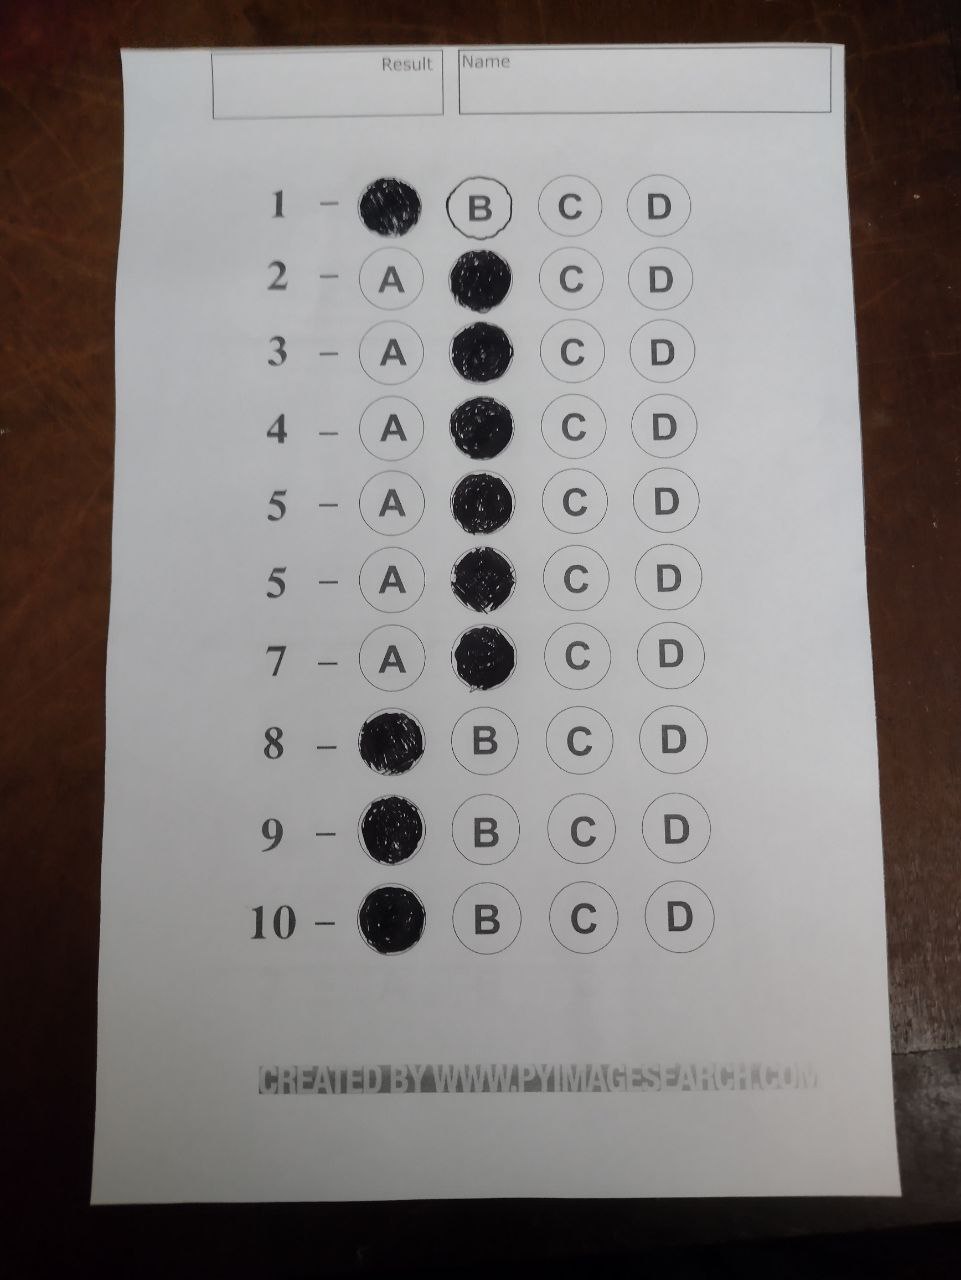 Result Name
1 - B C D
2 - A C D
3 - A C D
4 - A C D
5 - A C D
5 - A C D
7 - A C D
8 - B C D
9 - B C D
10 - B C D
CREATED BY WWW.PYIMAGESEARCH.COM